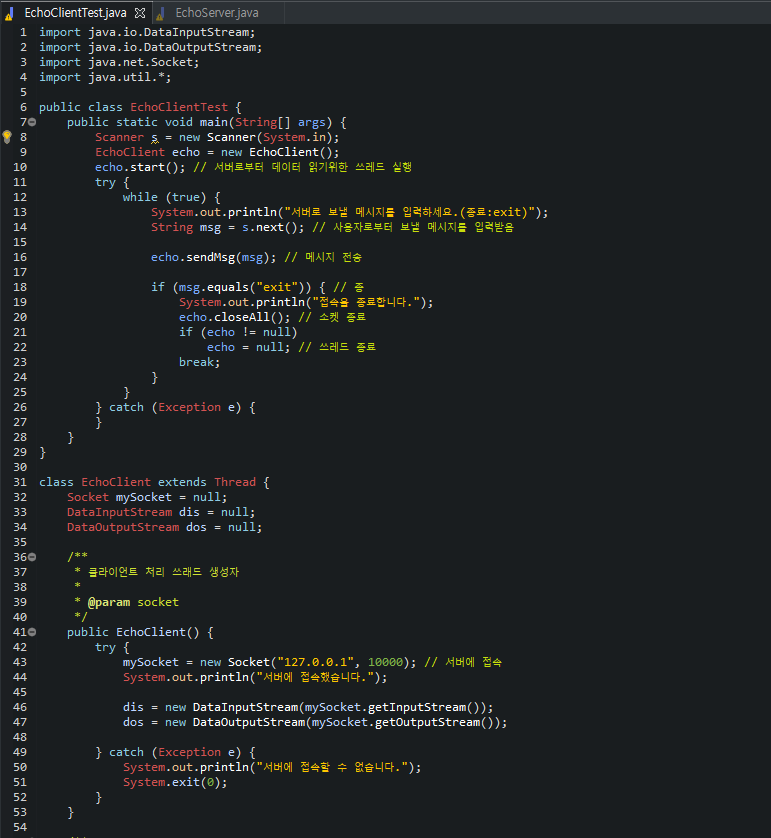 EchoClientTest.java EchoServer.java
1 import java.io.DataInputStream;
2 import java.io.DataOutputStream;
3 import java.net.Socket;
4 import java.util.*;
5
6 public class EchoClientTest {
7 public static void main(String[] args) {
8 Scanner s = new Scanner(System.in);
9 EchoClient echo = new EchoClient();
10 echo.start(); // 서버로부터 데이터 읽기위한 쓰레드 실행
11 try {
12 while (true) {
13 System.out.println("서버로 보낼 메시지를 입력하세요.(종료:exit)");
14 String msg = s.next(); // 사용자로부터 보낼 메시지를 입력받음
15
16 echo.sendMsg(msg); // 메시지 전송
17
18 if (msg.equals("exit")) { // 종
19 System.out.println("접속을 종료합니다.");
20 echo.closeAll(); // 소켓 종료
21 if (echo != null)
22 echo = null; // 쓰레드 종료
23 break;
24 }
25 }
26 } catch (Exception e) {
27 }
28 }
29 }
30
31 class EchoClient extends Thread {
32 Socket mySocket = null;
33 DataInputStream dis = null;
34 DataOutputStream dos = null;
35
36 /**
37 * 클라이언트 처리 쓰래드 생성자
38 *
39 * @param socket
40 */
41 public EchoClient() {
42 try {
43 mySocket = new Socket("127.0.0.1", 10000); // 서버에 접속
44 System.out.println("서버에 접속했습니다.");
45
46 dis = new DataInputStream(mySocket.getInputStream());
47 dos = new DataOutputStream(mySocket.getOutputStream());
48
49 } catch (Exception e) {
50 System.out.println("서버에 접속할 수 없습니다.");
51 System.exit(0);
52 }
53 }
54